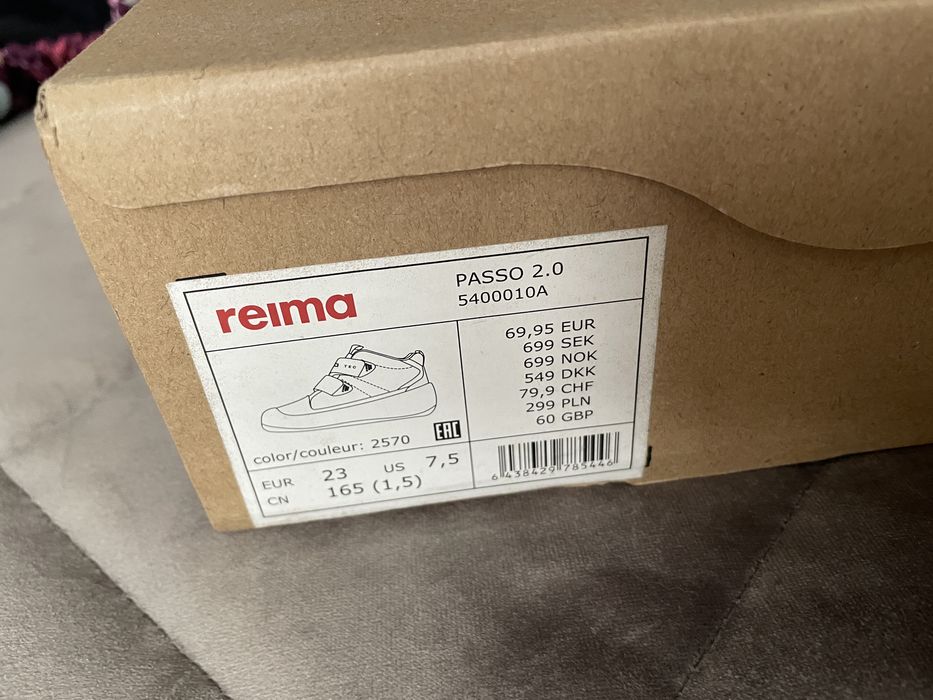 reima
PASSO 2.0
5400010A
TEC
69,95 EUR
699 SEK
699 NOK
549 DKK
79,9 CHF
299 PLN
60 GBP
color/couleur: 2570
EAC
EUR 23 US 7,5
CN 165 (1,5)
6 438429 785446